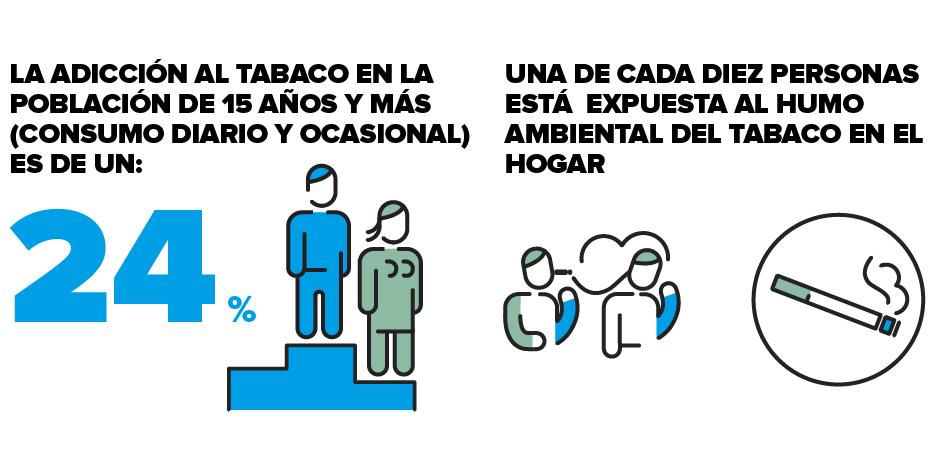 LA ADICCIÓN AL TABACO EN LA
POBLACIÓN DE 15 AÑOS Y MÁS
(CONSUMO DIARIO Y OCASIONAL)
ES DE UN:
24 %
UNA DE CADA DIEZ PERSONAS
ESTÁ  EXPUESTA AL HUMO
AMBIENTAL DEL TABACO EN EL
HOGAR